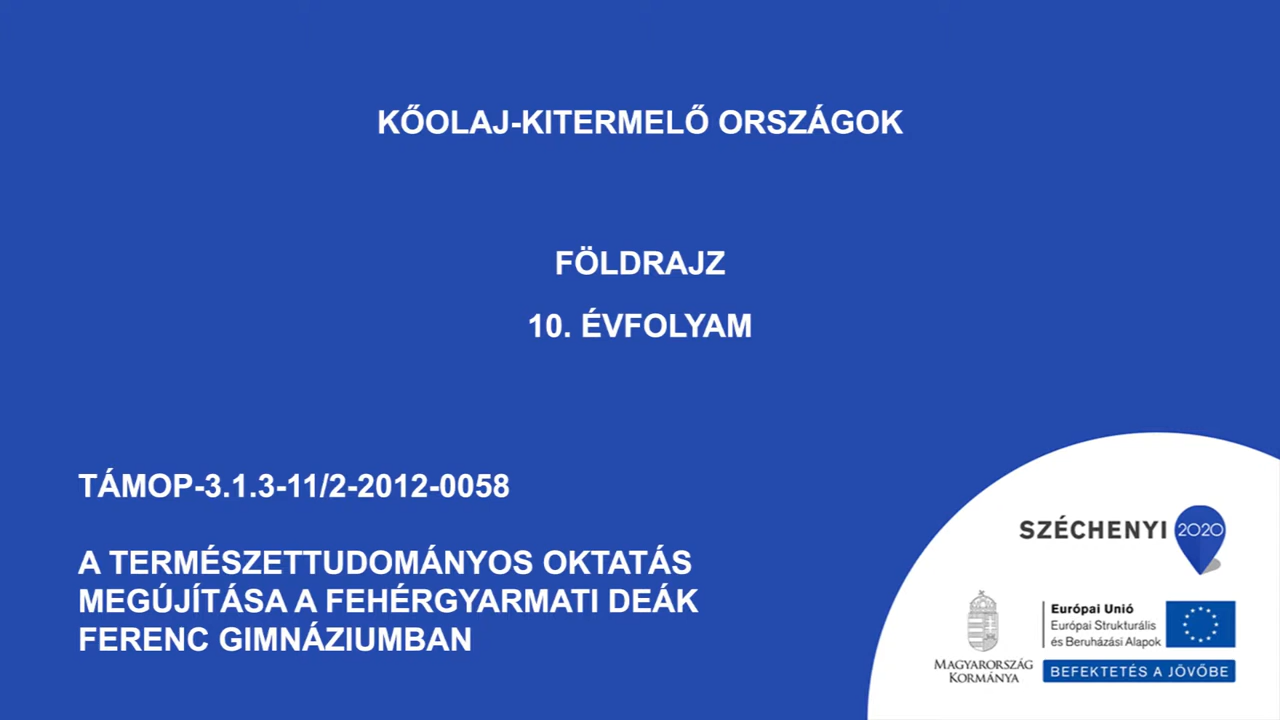 KŐOLAJ-KITERMELŐ ORSZÁGOK
FÖLDRAJZ
10. ÉVFOLYAM
TÁMOP-3.1.3-11/2-2012-0058
A TERMÉSZETTUDOMÁNYOS OKTATÁS
MEGÚJÍTÁSA A FEHÉRGYARMATI DEÁK
FERENC GIMNÁZIUMBAN
SZÉCHENYI 2020
Európai Unió
Európai Strukturális
és Beruházási Alapok
MAGYARORSZÁG
KORMÁNYA
BEFEKTETÉS A JÖVŐBE